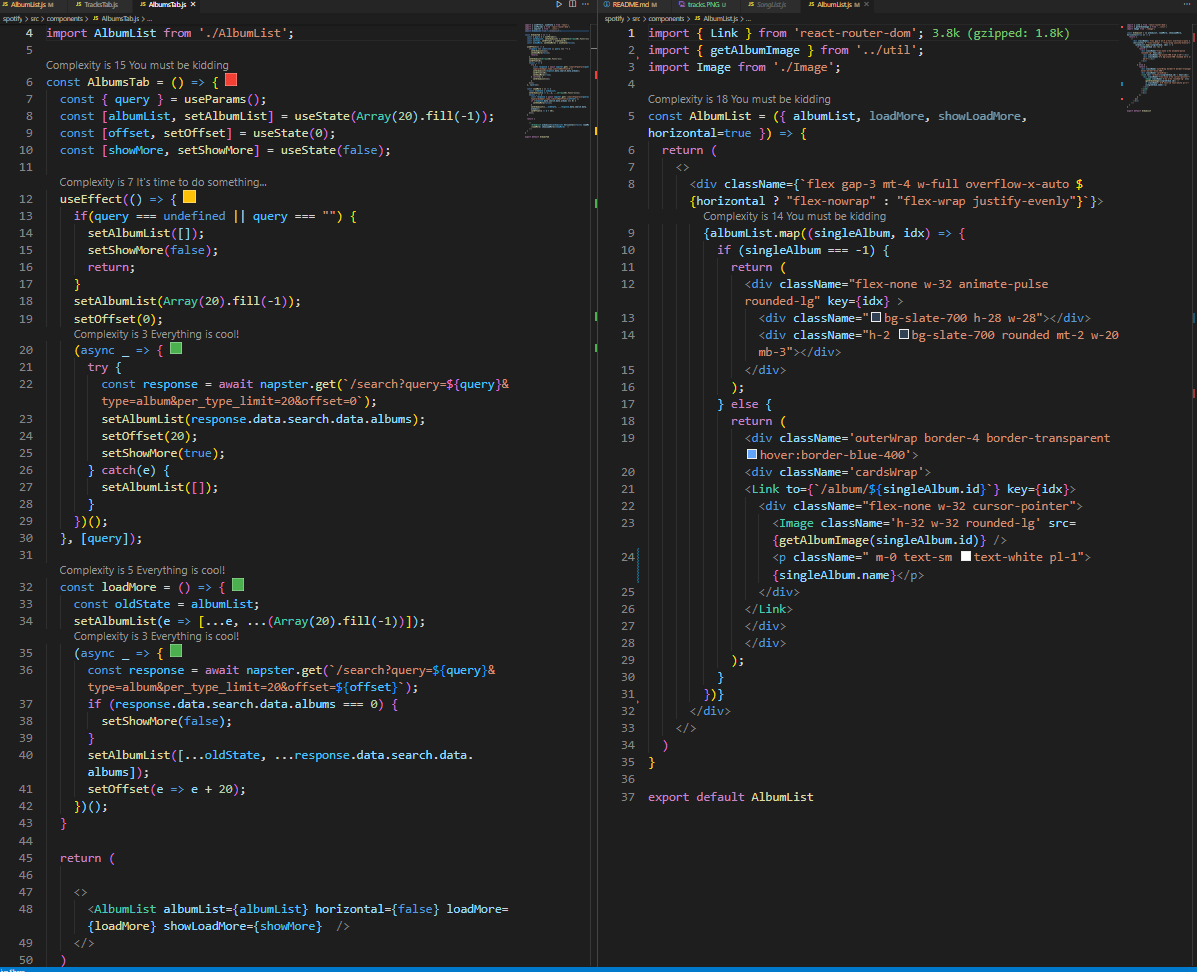 AlbumList.js M TracksTab.js JS AlbumsTab.js ×
spotify > src > components > JS AlbumsTab.js > ...
4 import AlbumList from './AlbumList';
5
Complexity is 15 You must be kidding
6 const AlbumsTab = () => {
7 const { query } = useParams();
8 const [albumList, setAlbumList] = useState(Array(20).fill(-1));
9 const [offset, setOffset] = useState(0);
10 const [showMore, setShowMore] = useState(false);
11
Complexity is 7 It's time to do something...
12 useEffect(() => {
13 if(query === undefined || query === "") {
14 setAlbumList([]);
15 setShowMore(false);
16 return;
17 }
18 setAlbumList(Array(20).fill(-1));
19 setOffset(0);
Complexity is 3 Everything is cool!
20 (async _ => {
21 try {
22 const response = await napster.get(`/search?query=${query}&
type=album&per_type_limit=20&offset=0`);
23 setAlbumList(response.data.search.data.albums);
24 setOffset(20);
25 setShowMore(true);
26 } catch(e) {
27 setAlbumList([]);
28 }
29 })();
30 }, [query]);
31
Complexity is 5 Everything is cool!
32 const loadMore = () => {
33 const oldState = albumList;
34 setAlbumList(e => [...e, ...(Array(20).fill(-1))]);
Complexity is 3 Everything is cool!
35 (async _ => {
36 const response = await napster.get(`/search?query=${query}&
type=album&per_type_limit=20&offset=${offset}`);
37 if (response.data.search.data.albums === 0) {
38 setShowMore(false);
39 }
40 setAlbumList([...oldState, ...response.data.search.data.
albums]);
41 setOffset(e => e + 20);
42 })();
43 }
44
45 return (
46
47 <>
48 <AlbumList albumList={albumList} horizontal={false} loadMore=
{loadMore} showLoadMore={showMore} />
49 </>
50 )
README.md M tracks.PNG U JS SongList.js JS AlbumList.js M ×
spotify > src > components > JS AlbumList.js > ...
1 import { Link } from 'react-router-dom'; 3.8k (gzipped: 1.8k)
2 import { getAlbumImage } from '../util';
3 import Image from './Image';
4
Complexity is 18 You must be kidding
5 const AlbumList = ({ albumList, loadMore, showLoadMore,
horizontal=true }) => {
6 return (
7 <>
8 <div className={`flex gap-3 mt-4 w-full overflow-x-auto $
{horizontal ? "flex-nowrap" : "flex-wrap justify-evenly"}`}>
Complexity is 14 You must be kidding
9 {albumList.map((singleAlbum, idx) => {
10 if (singleAlbum === -1) {
11 return (
12 <div className="flex-none w-32 animate-pulse
rounded-lg" key={idx} >
13 <div className="bg-slate-700 h-28 w-28"></div>
14 <div className="h-2 bg-slate-700 rounded mt-2 w-20
mb-3"></div>
15 </div>
16 );
17 } else {
18 return (
19 <div className='outerWrap border-4 border-transparent
hover:border-blue-400'>
20 <div className='cardsWrap'>
21 <Link to={`/album/${singleAlbum.id}`} key={idx}>
22 <div className="flex-none w-32 cursor-pointer">
23 <Image className='h-32 w-32 rounded-lg' src=
{getAlbumImage(singleAlbum.id)} />
24 <p className=" m-0 text-sm text-white pl-1">
{singleAlbum.name}</p>
25 </div>
26 </Link>
27 </div>
28 </div>
29 );
30 }
31 })}
32 </div>
33 </>
34 )
35 }
36
37 export default AlbumList